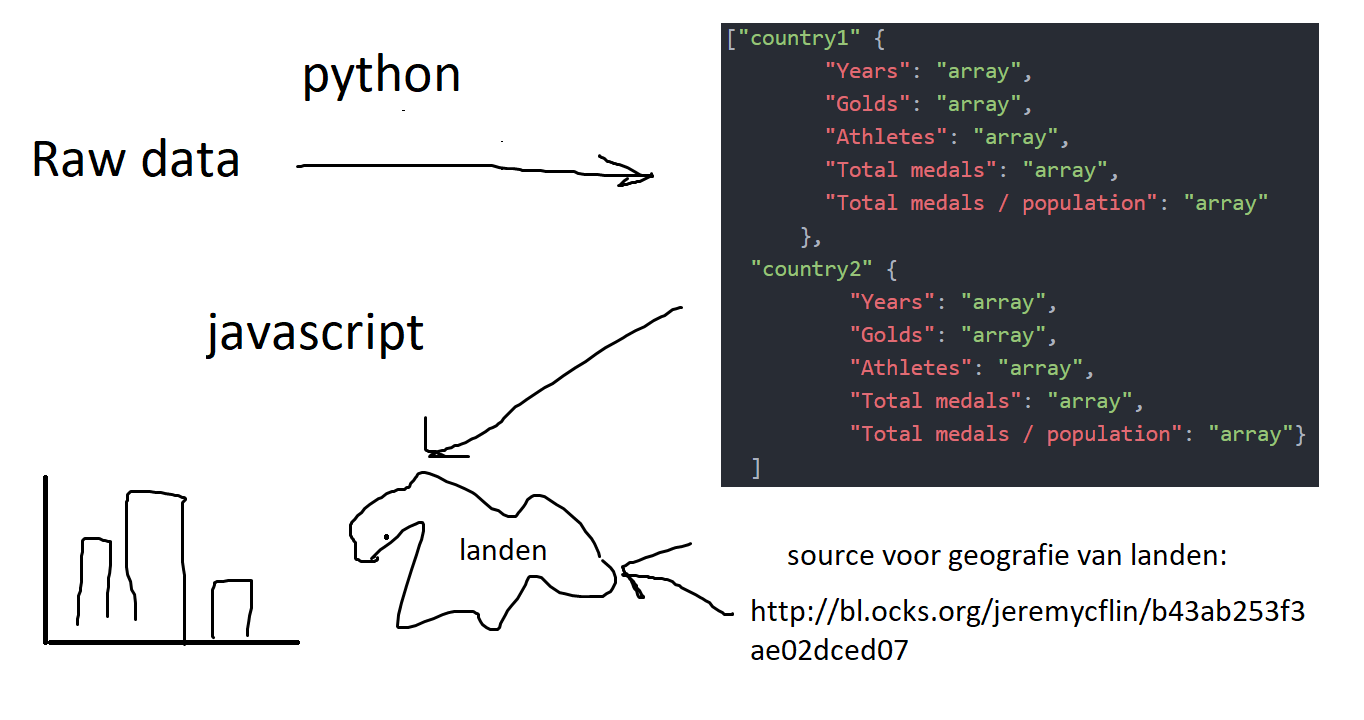 python
Raw data
["country1" {
"Years": "array",
"Golds": "array",
"Athletes": "array",
"Total medals": "array",
"Total medals / population": "array"
},
"country2" {
"Years": "array",
"Golds": "array",
"Athletes": "array",
"Total medals": "array",
"Total medals / population": "array"}
]
javascript
landen
source voor geografie van landen:
http://bl.ocks.org/jeremycflin/b43ab253f3
ae02dced07